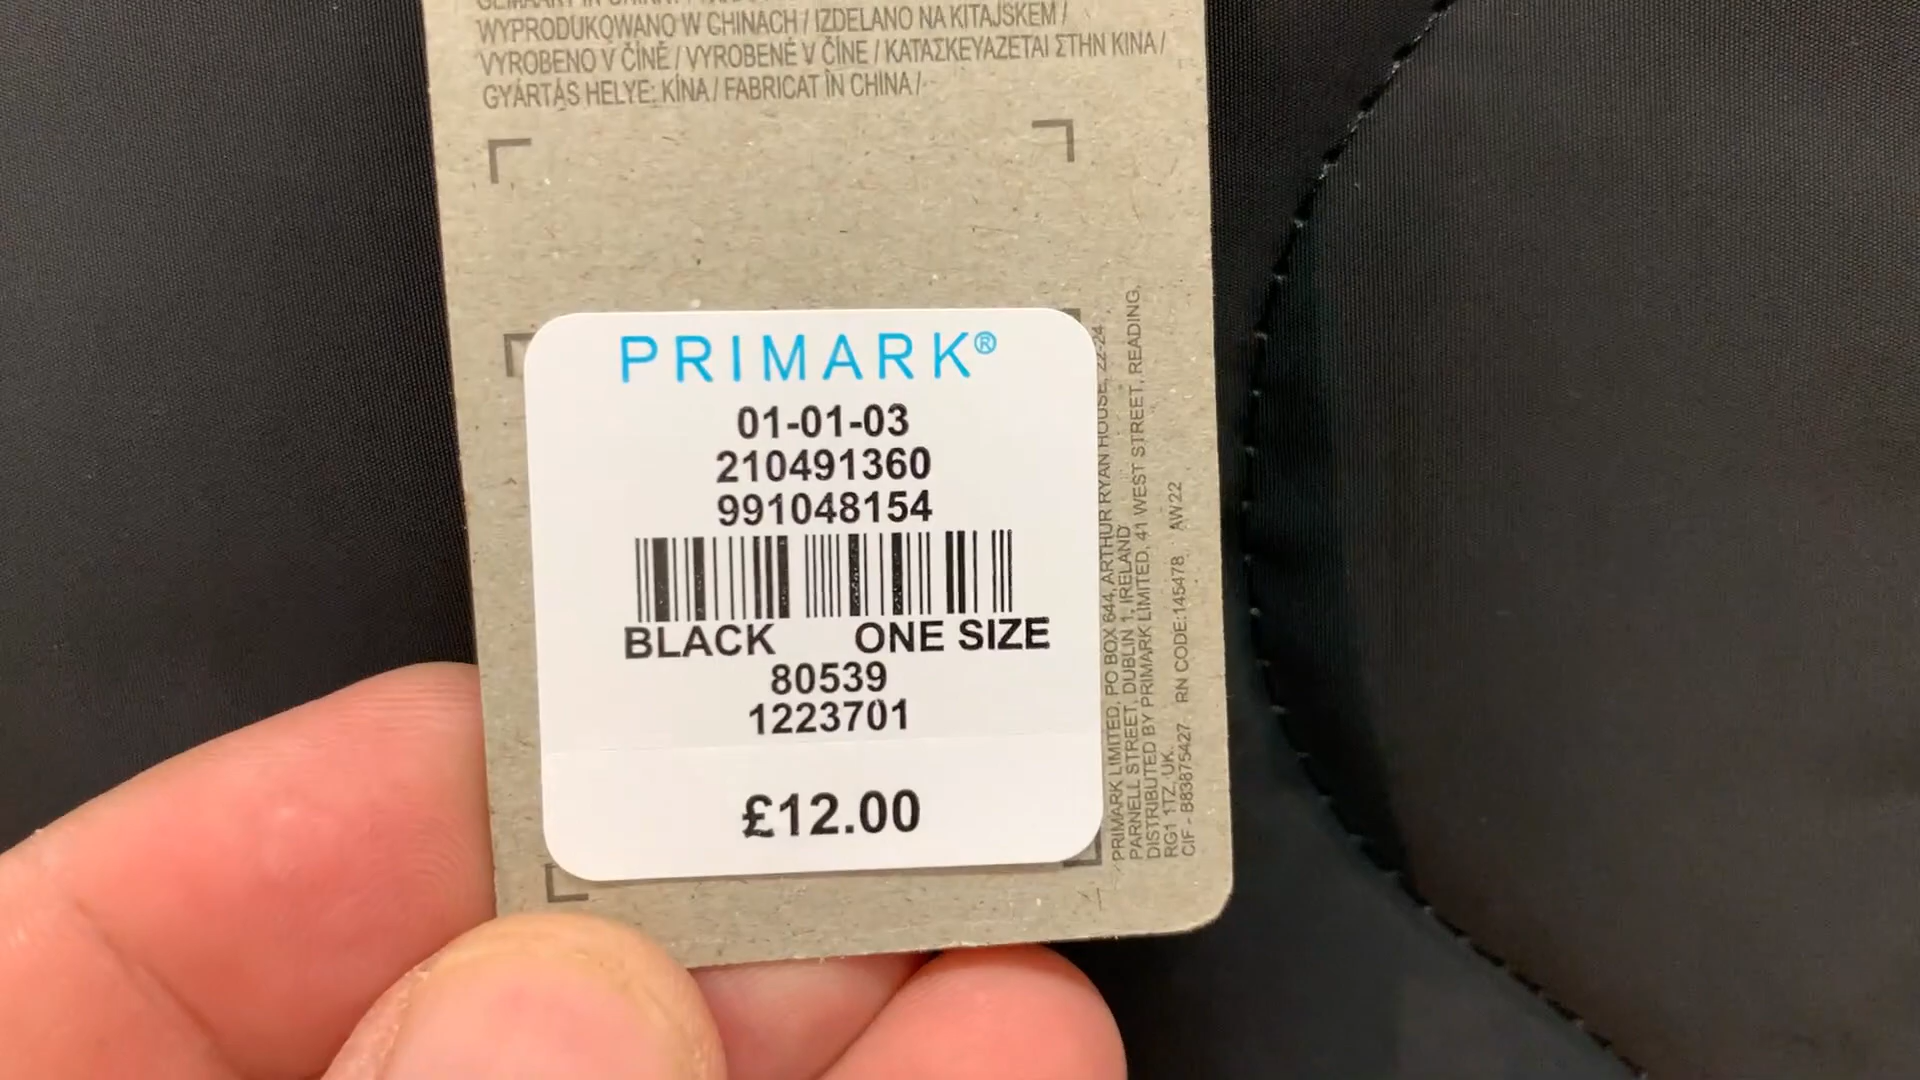 WYPRODUKOWANO W CHINACH / IZDELANO NA KITAJSKEM /
VYROBENO V ČÍNĚ / VYROBENÉ V ČÍNE / ΚΑΤΑΣΚΕΥΑΖΕΤΑΙ ΣΤΗΝ ΚΙΝΑ /
GYÁRTÁS HELYE: KÍNA / FABRICAT ÎN CHINA /
PRIMARK®
01-01-03
210491360
991048154
BLACK ONE SIZE
80539
1223701
£12.00
PRIMARK LIMITED, PO BOX 644, ARTHUR RYAN HOUSE, 22-24
PARNELL STREET, DUBLIN 1, IRELAND
DISTRIBUTED BY PRIMARK LIMITED, 41 WEST STREET, READING,
RG1 1TZ, UK.
CIF - B83875427 RN CODE:145478 AW22